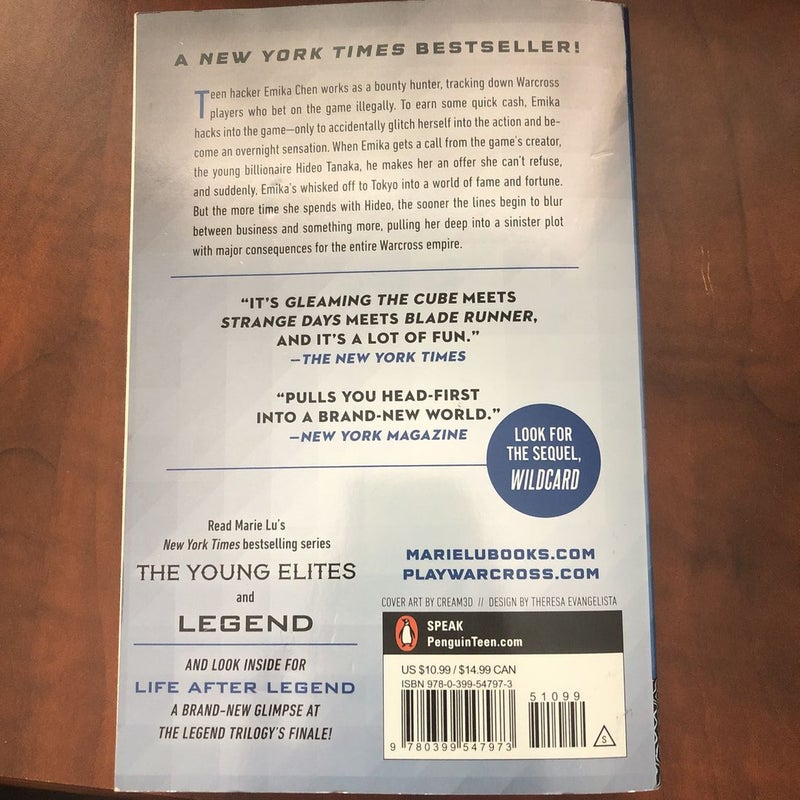 A NEW YORK TIMES BESTSELLER!
Teen hacker Emika Chen works as a bounty hunter, tracking down Warcross
players who bet on the game illegally. To earn some quick cash, Emika
hacks into the game—only to accidentally glitch herself into the action and be-
come an overnight sensation. When Emika gets a call from the game's creator,
the young billionaire Hideo Tanaka, he makes her an offer she can't refuse,
and suddenly, Emika's whisked off to Tokyo into a world of fame and fortune.
But the more time she spends with Hideo, the sooner the lines begin to blur
between business and something more, pulling her deep into a sinister plot
with major consequences for the entire Warcross empire.
“IT'S GLEAMING THE CUBE MEETS
STRANGE DAYS MEETS BLADE RUNNER,
AND IT'S A LOT OF FUN.”
—THE NEW YORK TIMES
“PULLS YOU HEAD-FIRST
INTO A BRAND-NEW WORLD.”
—NEW YORK MAGAZINE
LOOK FOR
THE SEQUEL,
WILDCARD
Read Marie Lu's
New York Times bestselling series
THE YOUNG ELITES
and
LEGEND
AND LOOK INSIDE FOR
LIFE AFTER LEGEND
A BRAND-NEW GLIMPSE AT
THE LEGEND TRILOGY'S FINALE!
MARIELUBOOKS.COM
PLAYWARCROSS.COM
COVER ART BY CREAM3D // DESIGN BY THERESA EVANGELISTA
SPEAK
PenguinTeen.com
US $10.99 / $14.99 CAN
ISBN 978-0-399-54797-3
51099
9 780399 547973
S